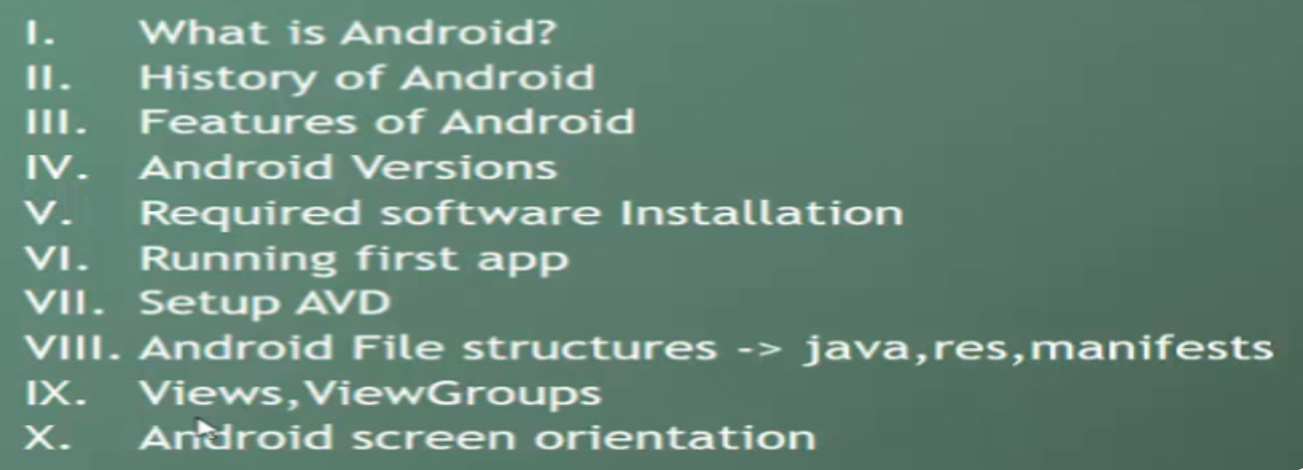 I. What is Android?
II. History of Android
III. Features of Android
IV. Android Versions
V. Required software Installation
VI. Running first app
VII. Setup AVD
VIII. Android File structures -> java,res,manifests
IX. Views,ViewGroups
X. Android screen orientation